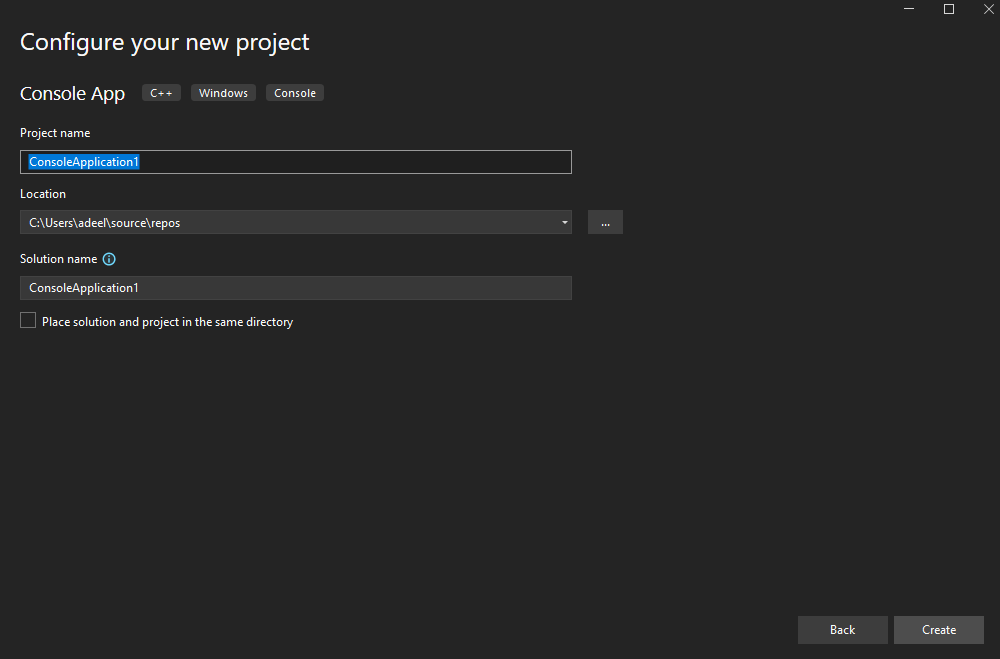 Configure your new project
Console App C++ Windows Console
Project name
ConsoleApplication1
Location
C:\Users\adeel\source\repos ...
Solution name
ConsoleApplication1
Place solution and project in the same directory
Back Create